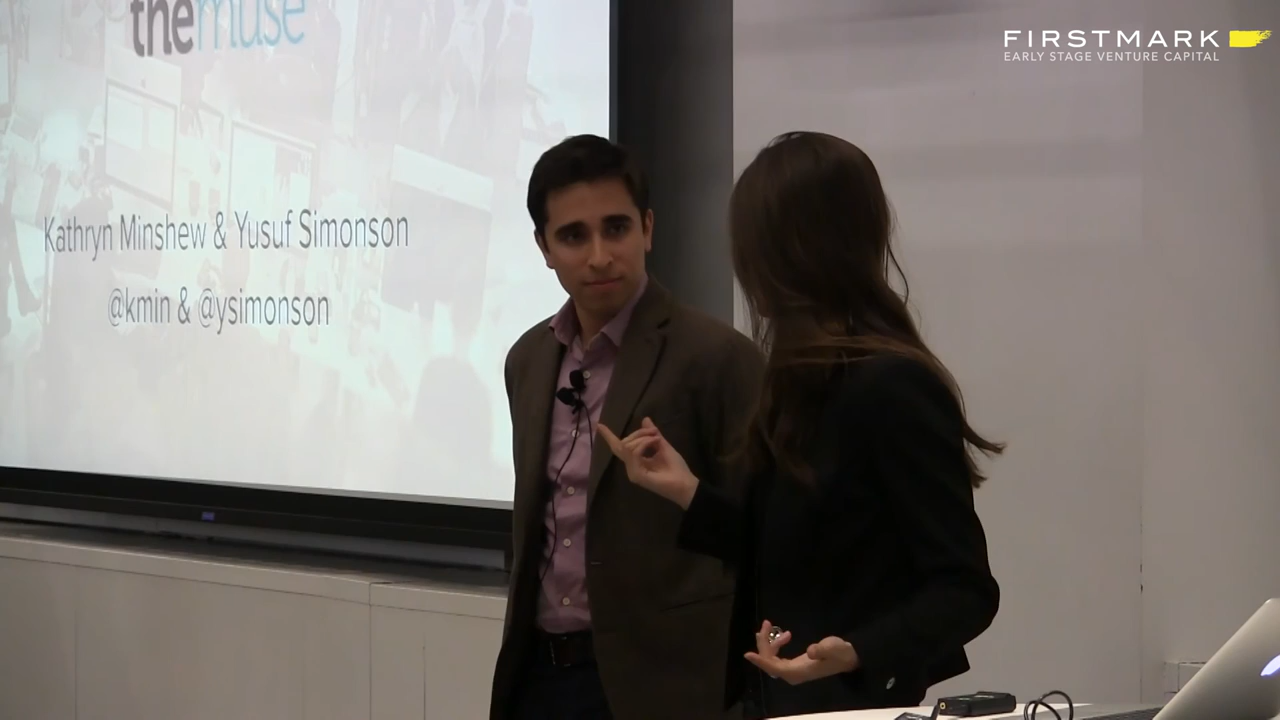 themuse
FIRSTMARK
EARLY STAGE VENTURE CAPITAL
Kathryn Minshew & Yusuf Simonson
@kmin & @ysimonson